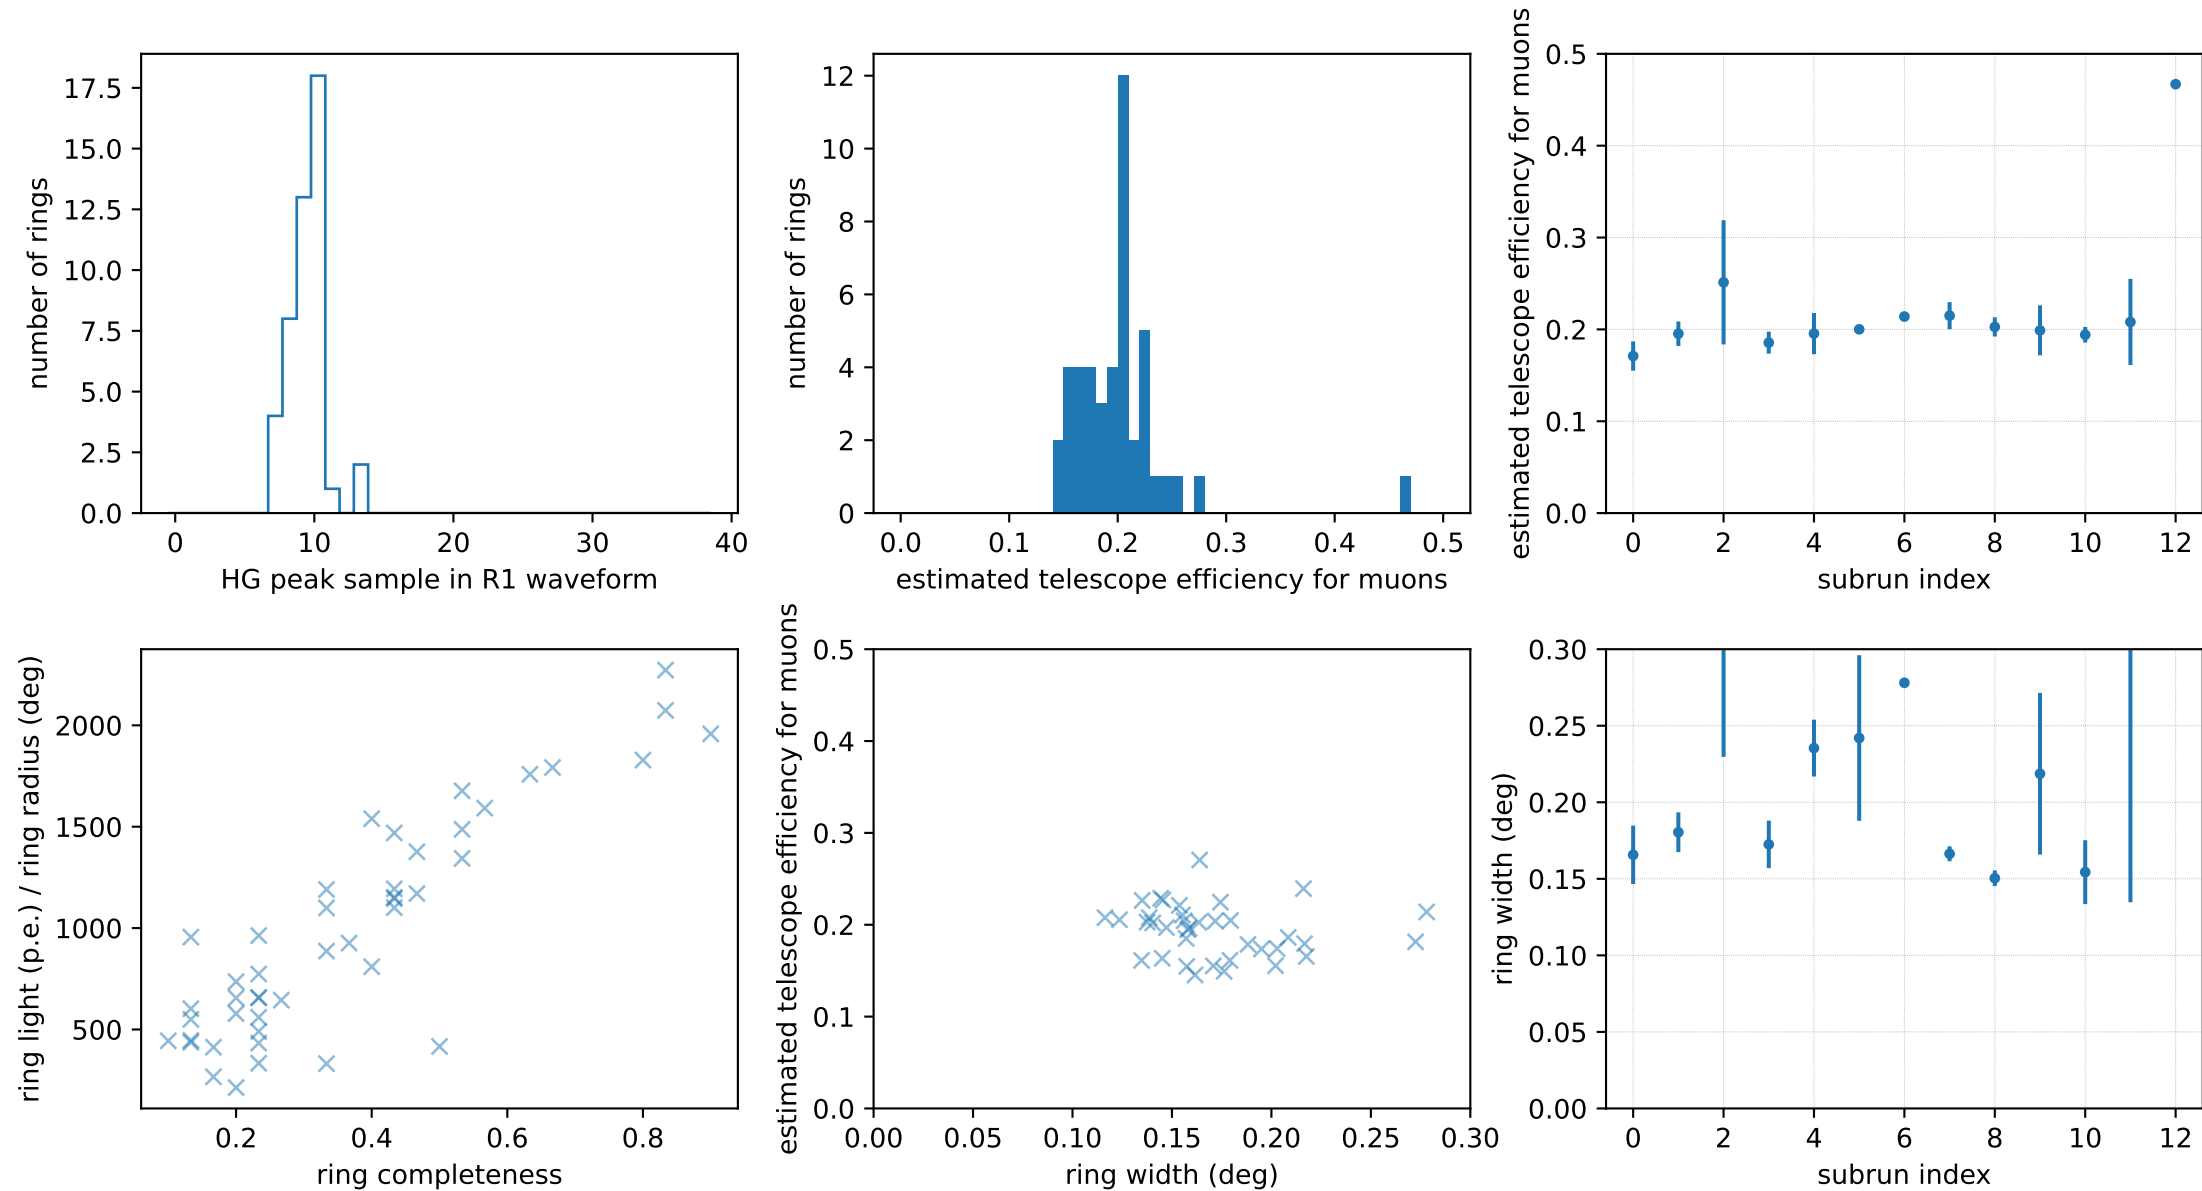 number of rings
17.5
15.0
12.5
10.0
7.5
5.0
2.5
0.0
0 10 20 30 40
HG peak sample in R1 waveform
number of rings
12
10
8
6
4
2
0
0.0 0.1 0.2 0.3 0.4 0.5
estimated telescope efficiency for muons
estimated telescope efficiency for muons
0.5
0.4
0.3
0.2
0.1
0.0
0 2 4 6 8 10 12
subrun index
ring light (p.e.) / ring radius (deg)
2000
1500
1000
500
0.2 0.4 0.6 0.8
ring completeness
estimated telescope efficiency for muons
0.5
0.4
0.3
0.2
0.1
0.0
0.00 0.05 0.10 0.15 0.20 0.25 0.30
ring width (deg)
ring width (deg)
0.30
0.25
0.20
0.15
0.10
0.05
0.00
0 2 4 6 8 10 12
subrun index